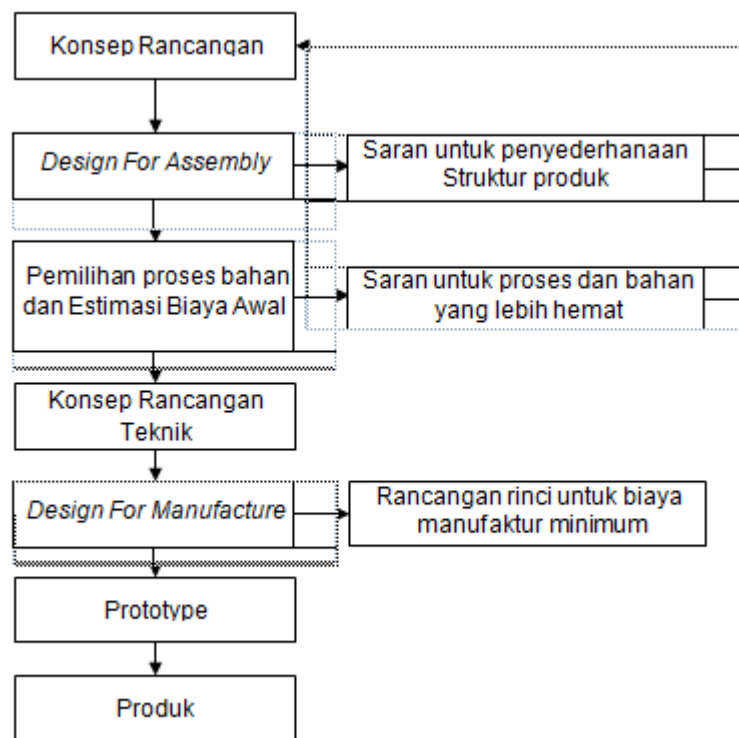 Konsep Rancangan
Design For Assembly
Saran untuk penyederhanaan
Struktur produk
Pemilihan proses bahan
dan Estimasi Biaya Awal
Saran untuk proses dan bahan
yang lebih hemat
Konsep Rancangan
Teknik
Design For Manufacture
Rancangan rinci untuk biaya
manufaktur minimum
Prototype
Produk